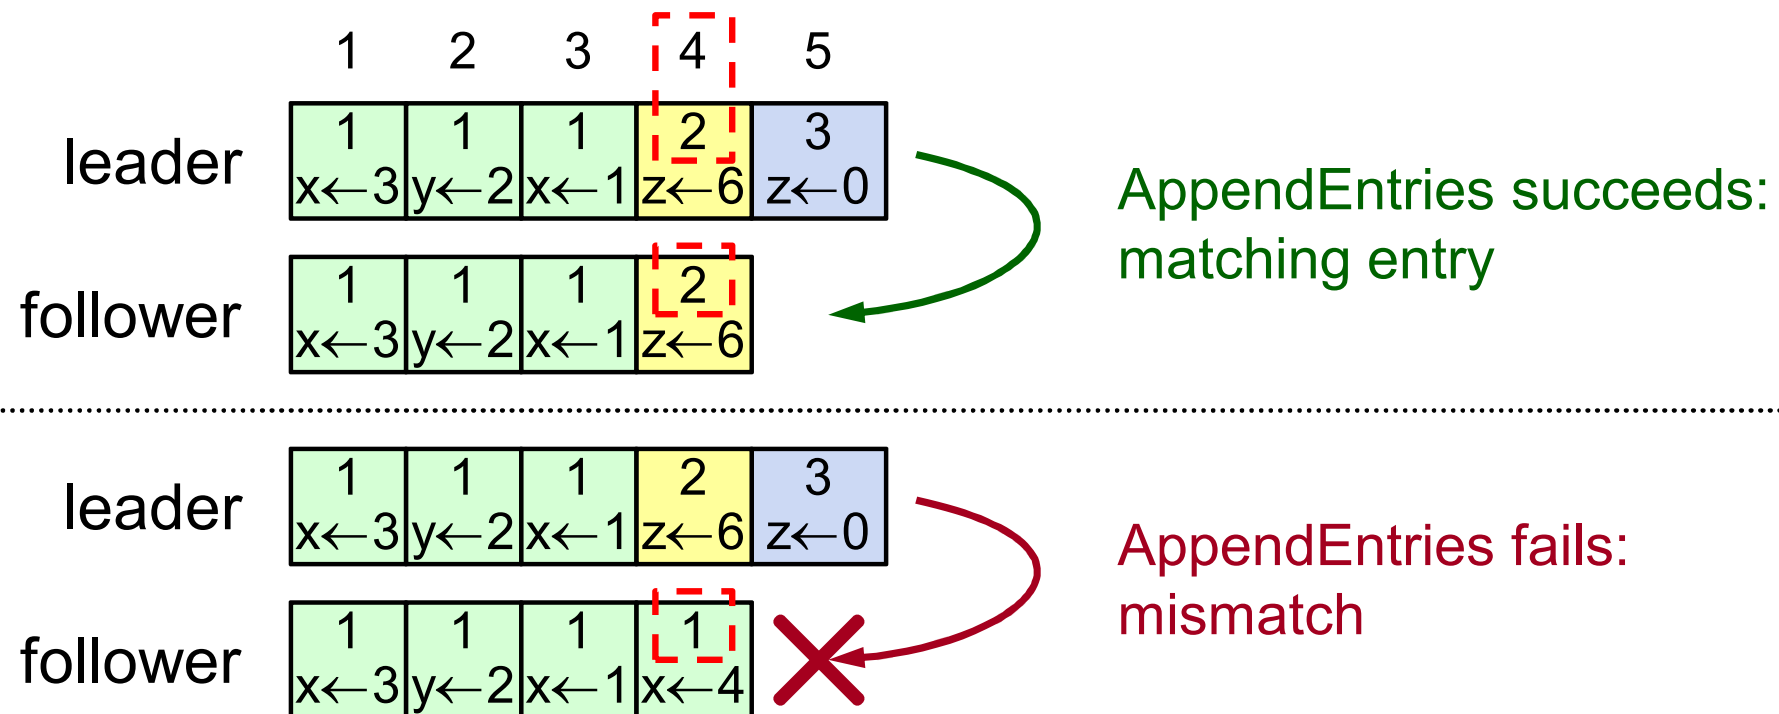 1 2 3 4 5
leader 1 1 1 2 3
x←3 y←2 x←1 z←6 z←0
AppendEntries succeeds:
matching entry
follower 1 1 1 2
x←3 y←2 x←1 z←6
leader 1 1 1 2 3
x←3 y←2 x←1 z←6 z←0
AppendEntries fails:
mismatch
follower 1 1 1 1
x←3 y←2 x←1 x←4